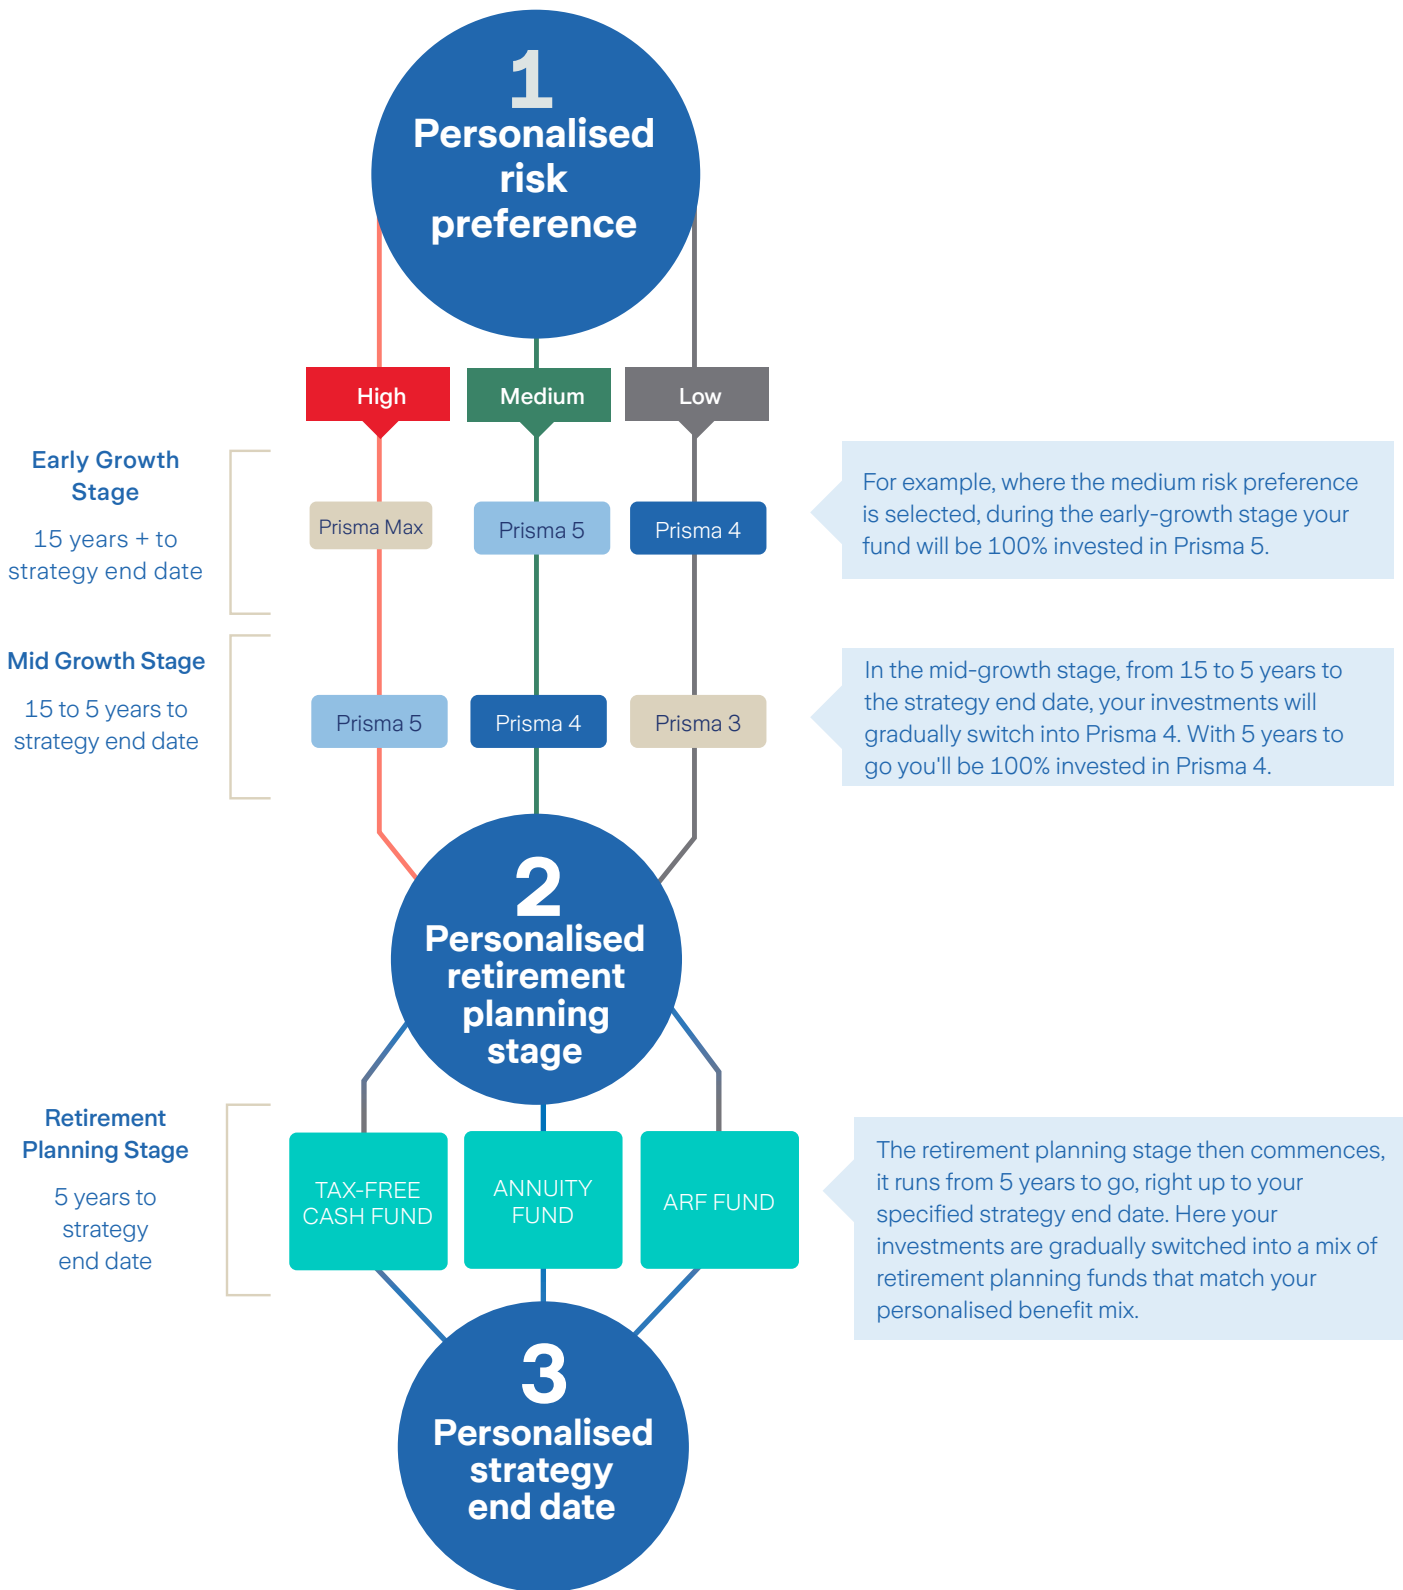 1
Personalised
risk
preference
High
Medium
Low
Early Growth
Stage
15 years + to
strategy end date
Prisma Max
Prisma 5
Prisma 4
For example, where the medium risk preference
is selected, during the early-growth stage your
fund will be 100% invested in Prisma 5.
Mid Growth Stage
15 to 5 years to
strategy end date
Prisma 5
Prisma 4
Prisma 3
In the mid-growth stage, from 15 to 5 years to
the strategy end date, your investments will
gradually switch into Prisma 4. With 5 years to
go you'll be 100% invested in Prisma 4.
2
Personalised
retirement
planning
stage
Retirement
Planning Stage
5 years to
strategy
end date
TAX-FREE
CASH FUND
ANNUITY
FUND
ARF FUND
The retirement planning stage then commences,
it runs from 5 years to go, right up to your
specified strategy end date. Here your
investments are gradually switched into a mix of
retirement planning funds that match your
personalised benefit mix.
3
Personalised
strategy
end date